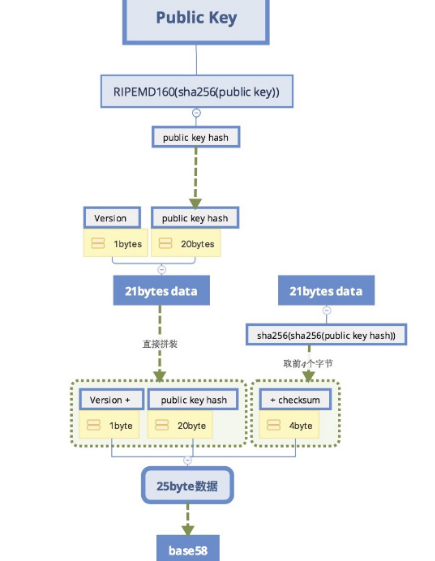 Public Key
RIPEMD160(sha256(public key))
public key hash
Version
public key hash
1bytes
20bytes
21bytes data
21bytes data
sha256(sha256(public key hash))
直接拼装
取前4个字节
Version +
public key hash
+ checksum
1byte
20byte
4byte
25byte数据
base58